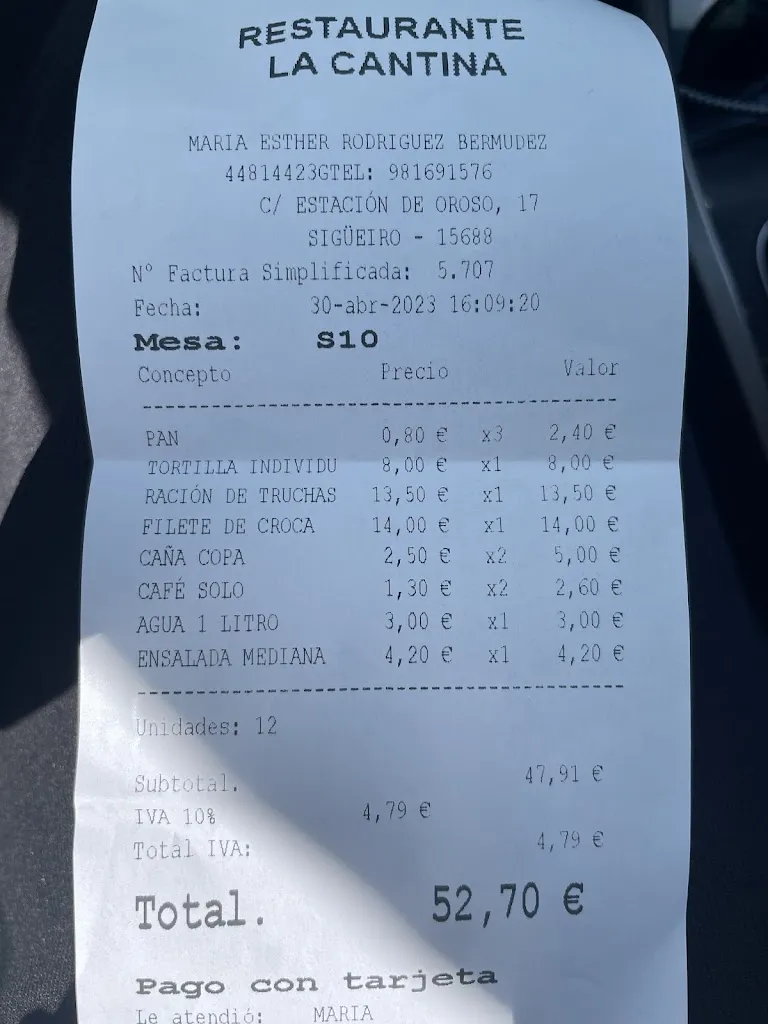 RESTAURANTE
LA CANTINA
MARIA ESTHER RODRIGUEZ BERMUDEZ
44814423GTEL: 981691576
C/ ESTACIÓN DE OROSO, 17
SIGÜEIRO - 15688
Nº Factura Simplificada: 5.707
Fecha: 30-abr-2023 16:09:20
Mesa: S10
Concepto Precio Valor
PAN 0,80 € x3 2,40 €
TORTILLA INDIVIDU 8,00 € x1 8,00 €
RACIÓN DE TRUCHAS 13,50 € x1 13,50 €
FILETE DE CROCA 14,00 € x1 14,00 €
CAÑA COPA 2,50 € x2 5,00 €
CAFÉ SOLO 1,30 € x2 2,60 €
AGUA 1 LITRO 3,00 € x1 3,00 €
ENSALADA MEDIANA 4,20 € x1 4,20 €
Unidades: 12
Subtotal. 47,91 €
IVA 10% 4,79 €
Total IVA: 4,79 €
Total. 52,70 €
Pago con tarjeta
Le atendió: MARIA